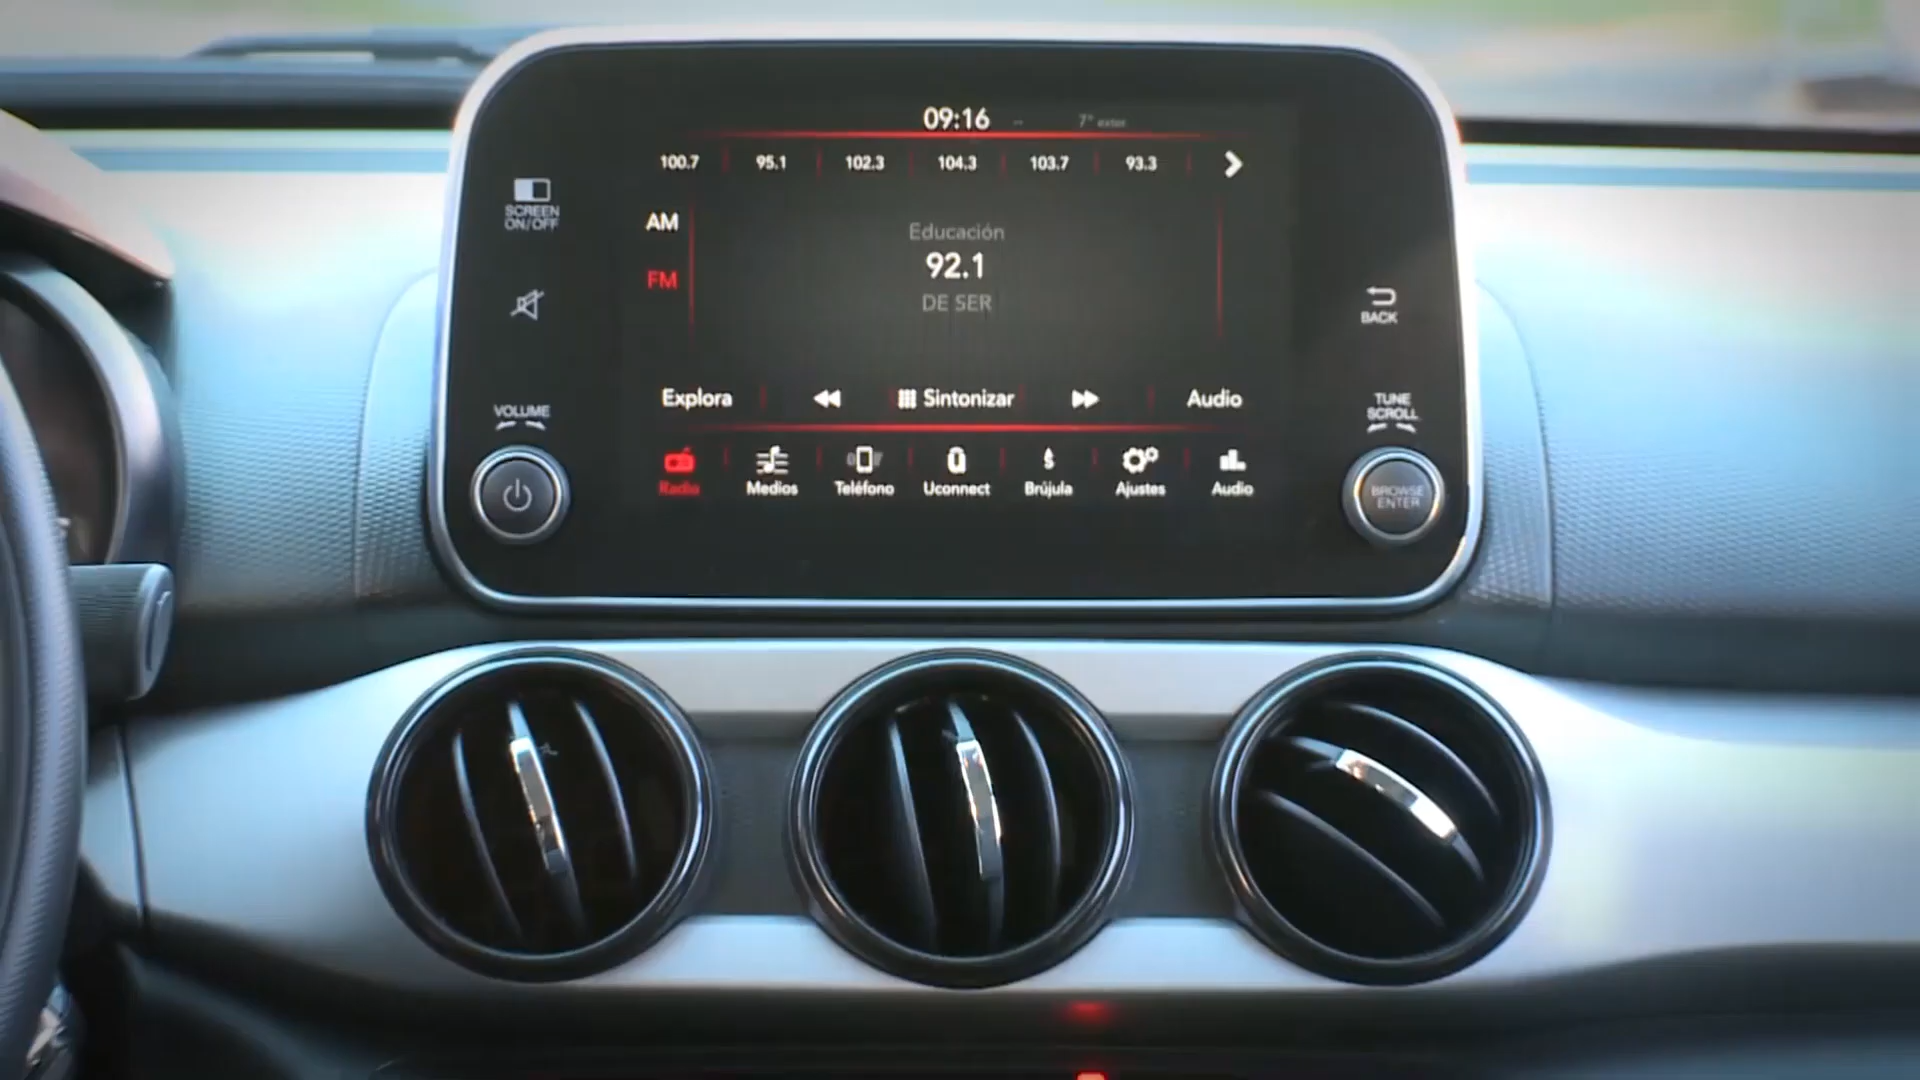 09:16 -- 7° exter
100.7 95.1 102.3 104.3 103.7 93.3
SCREEN
ON/OFF
AM
FM
Educación
92.1
DE SER
BACK
Explora Sintonizar Audio
VOLUME
TUNE
SCROLL
Radio Medios Teléfono Uconnect Brújula Ajustes Audio
BROWSE
ENTER